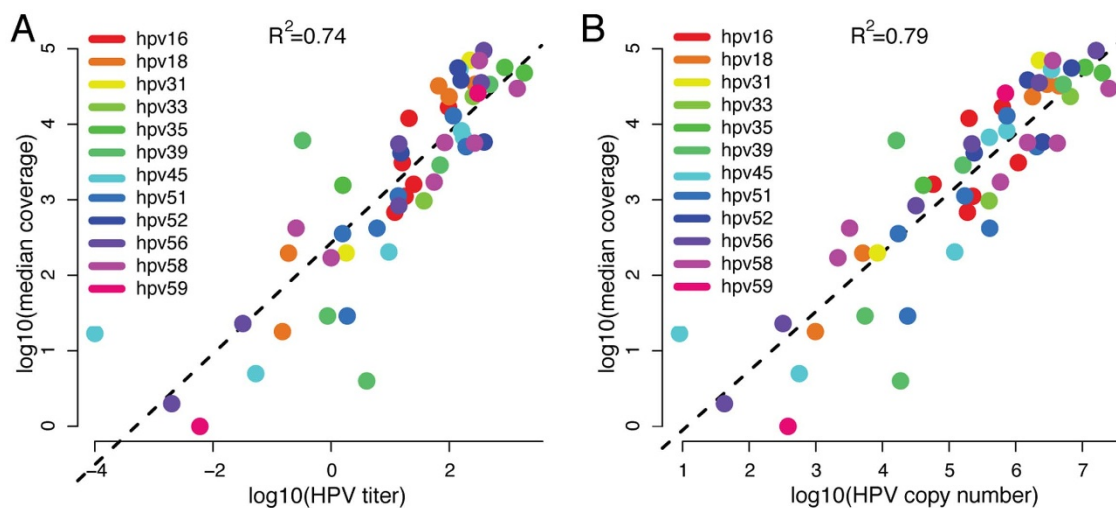 A
R²=0.74
hpv16
hpv18
hpv31
hpv33
hpv35
hpv39
hpv45
hpv51
hpv52
hpv56
hpv58
hpv59
log10(median coverage)
5
4
3
2
1
0
−4
−2
0
2
log10(HPV titer)
B
R²=0.79
hpv16
hpv18
hpv31
hpv33
hpv35
hpv39
hpv45
hpv51
hpv52
hpv56
hpv58
hpv59
log10(median coverage)
5
4
3
2
1
0
1
2
3
4
5
6
7
log10(HPV copy number)